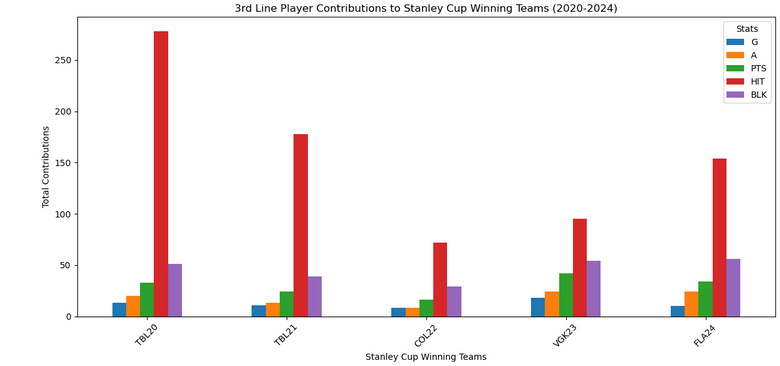 3rd Line Player Contributions to Stanley Cup Winning Teams (2020-2024)
Stats
G
A
PTS
HIT
BLK
Total Contributions
250
200
150
100
50
0
TBL20
TBL21
COL22
VGK23
FLA24
Stanley Cup Winning Teams